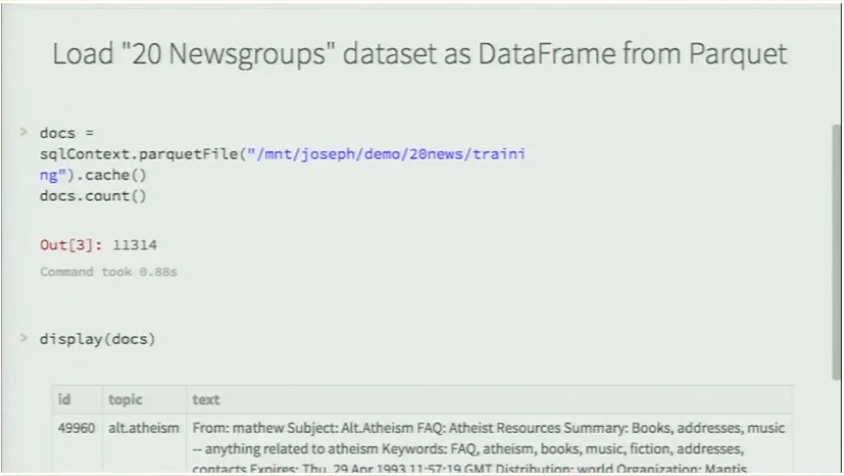 Load "20 Newsgroups" dataset as DataFrame from Parquet
> docs =
sqlContext.parquetFile("/mnt/joseph/demo/20news/traini
ng").cache()
docs.count()
Out[3]: 11314
Command took 0.88s
> display(docs)
id topic text
49960 alt.atheism From: mathew Subject: Alt.Atheism FAQ: Atheist Resources Summary: Books, addresses, music
-- anything related to atheism Keywords: FAQ, atheism, books, music, fiction, addresses,
contacts Expires: Thu, 29 Apr 1993 11:57:19 GMT Distribution: world Organization: Mantis